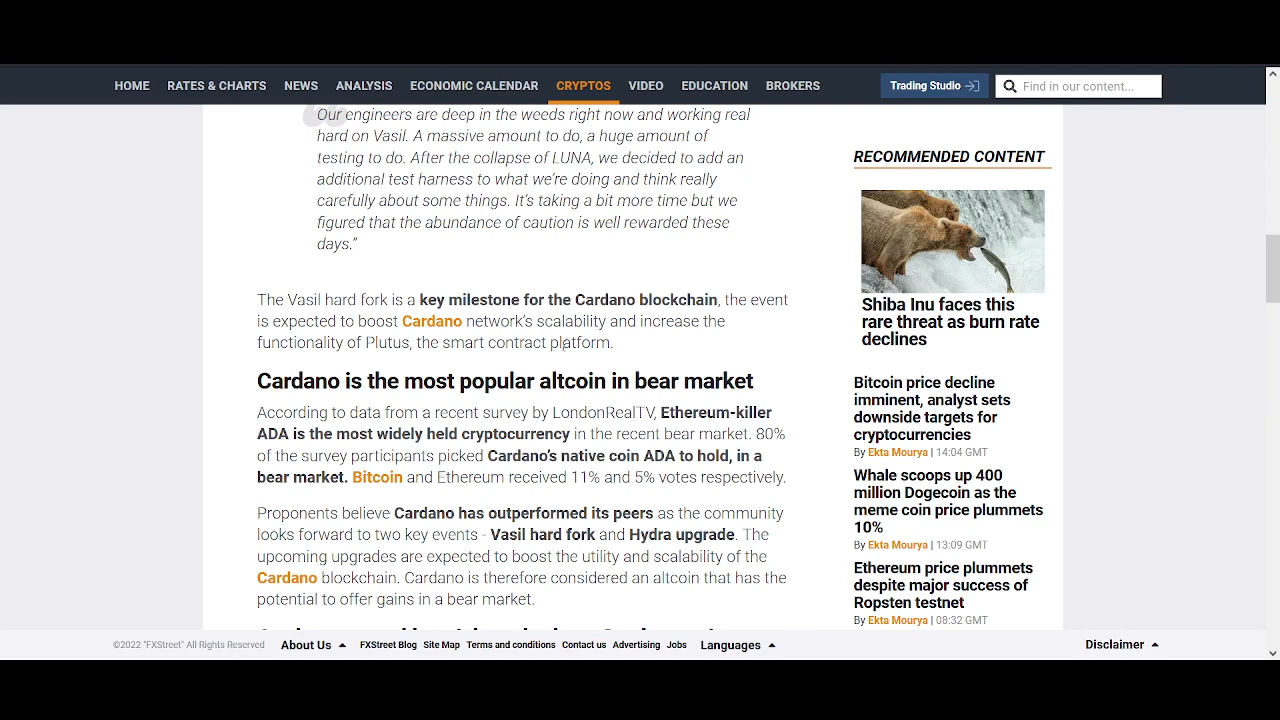 HOME RATES & CHARTS NEWS ANALYSIS ECONOMIC CALENDAR CRYPTOS VIDEO EDUCATION BROKERS Trading Studio Find in our content...
Our engineers are deep in the weeds right now and working real
hard on Vasil. A massive amount to do, a huge amount of
testing to do. After the collapse of LUNA, we decided to add an
additional test harness to what we're doing and think really
carefully about some things. It's taking a bit more time but we
figured that the abundance of caution is well rewarded these
days.”
The Vasil hard fork is a key milestone for the Cardano blockchain, the event
is expected to boost Cardano network's scalability and increase the
functionality of Plutus, the smart contract platform.
Cardano is the most popular altcoin in bear market
According to data from a recent survey by LondonRealTV, Ethereum-killer
ADA is the most widely held cryptocurrency in the recent bear market. 80%
of the survey participants picked Cardano's native coin ADA to hold, in a
bear market. Bitcoin and Ethereum received 11% and 5% votes respectively.
Proponents believe Cardano has outperformed its peers as the community
looks forward to two key events - Vasil hard fork and Hydra upgrade. The
upcoming upgrades are expected to boost the utility and scalability of the
Cardano blockchain. Cardano is therefore considered an altcoin that has the
potential to offer gains in a bear market.
RECOMMENDED CONTENT
Shiba Inu faces this
rare threat as burn rate
declines
Bitcoin price decline
imminent, analyst sets
downside targets for
cryptocurrencies
By Ekta Mourya | 14:04 GMT
Whale scoops up 400
million Dogecoin as the
meme coin price plummets
10%
By Ekta Mourya | 13:09 GMT
Ethereum price plummets
despite major success of
Ropsten testnet
By Ekta Mourya | 08:32 GMT
©2022 "FXStreet" All Rights Reserved About Us FXStreet Blog Site Map Terms and conditions Contact us Advertising Jobs Languages Disclaimer